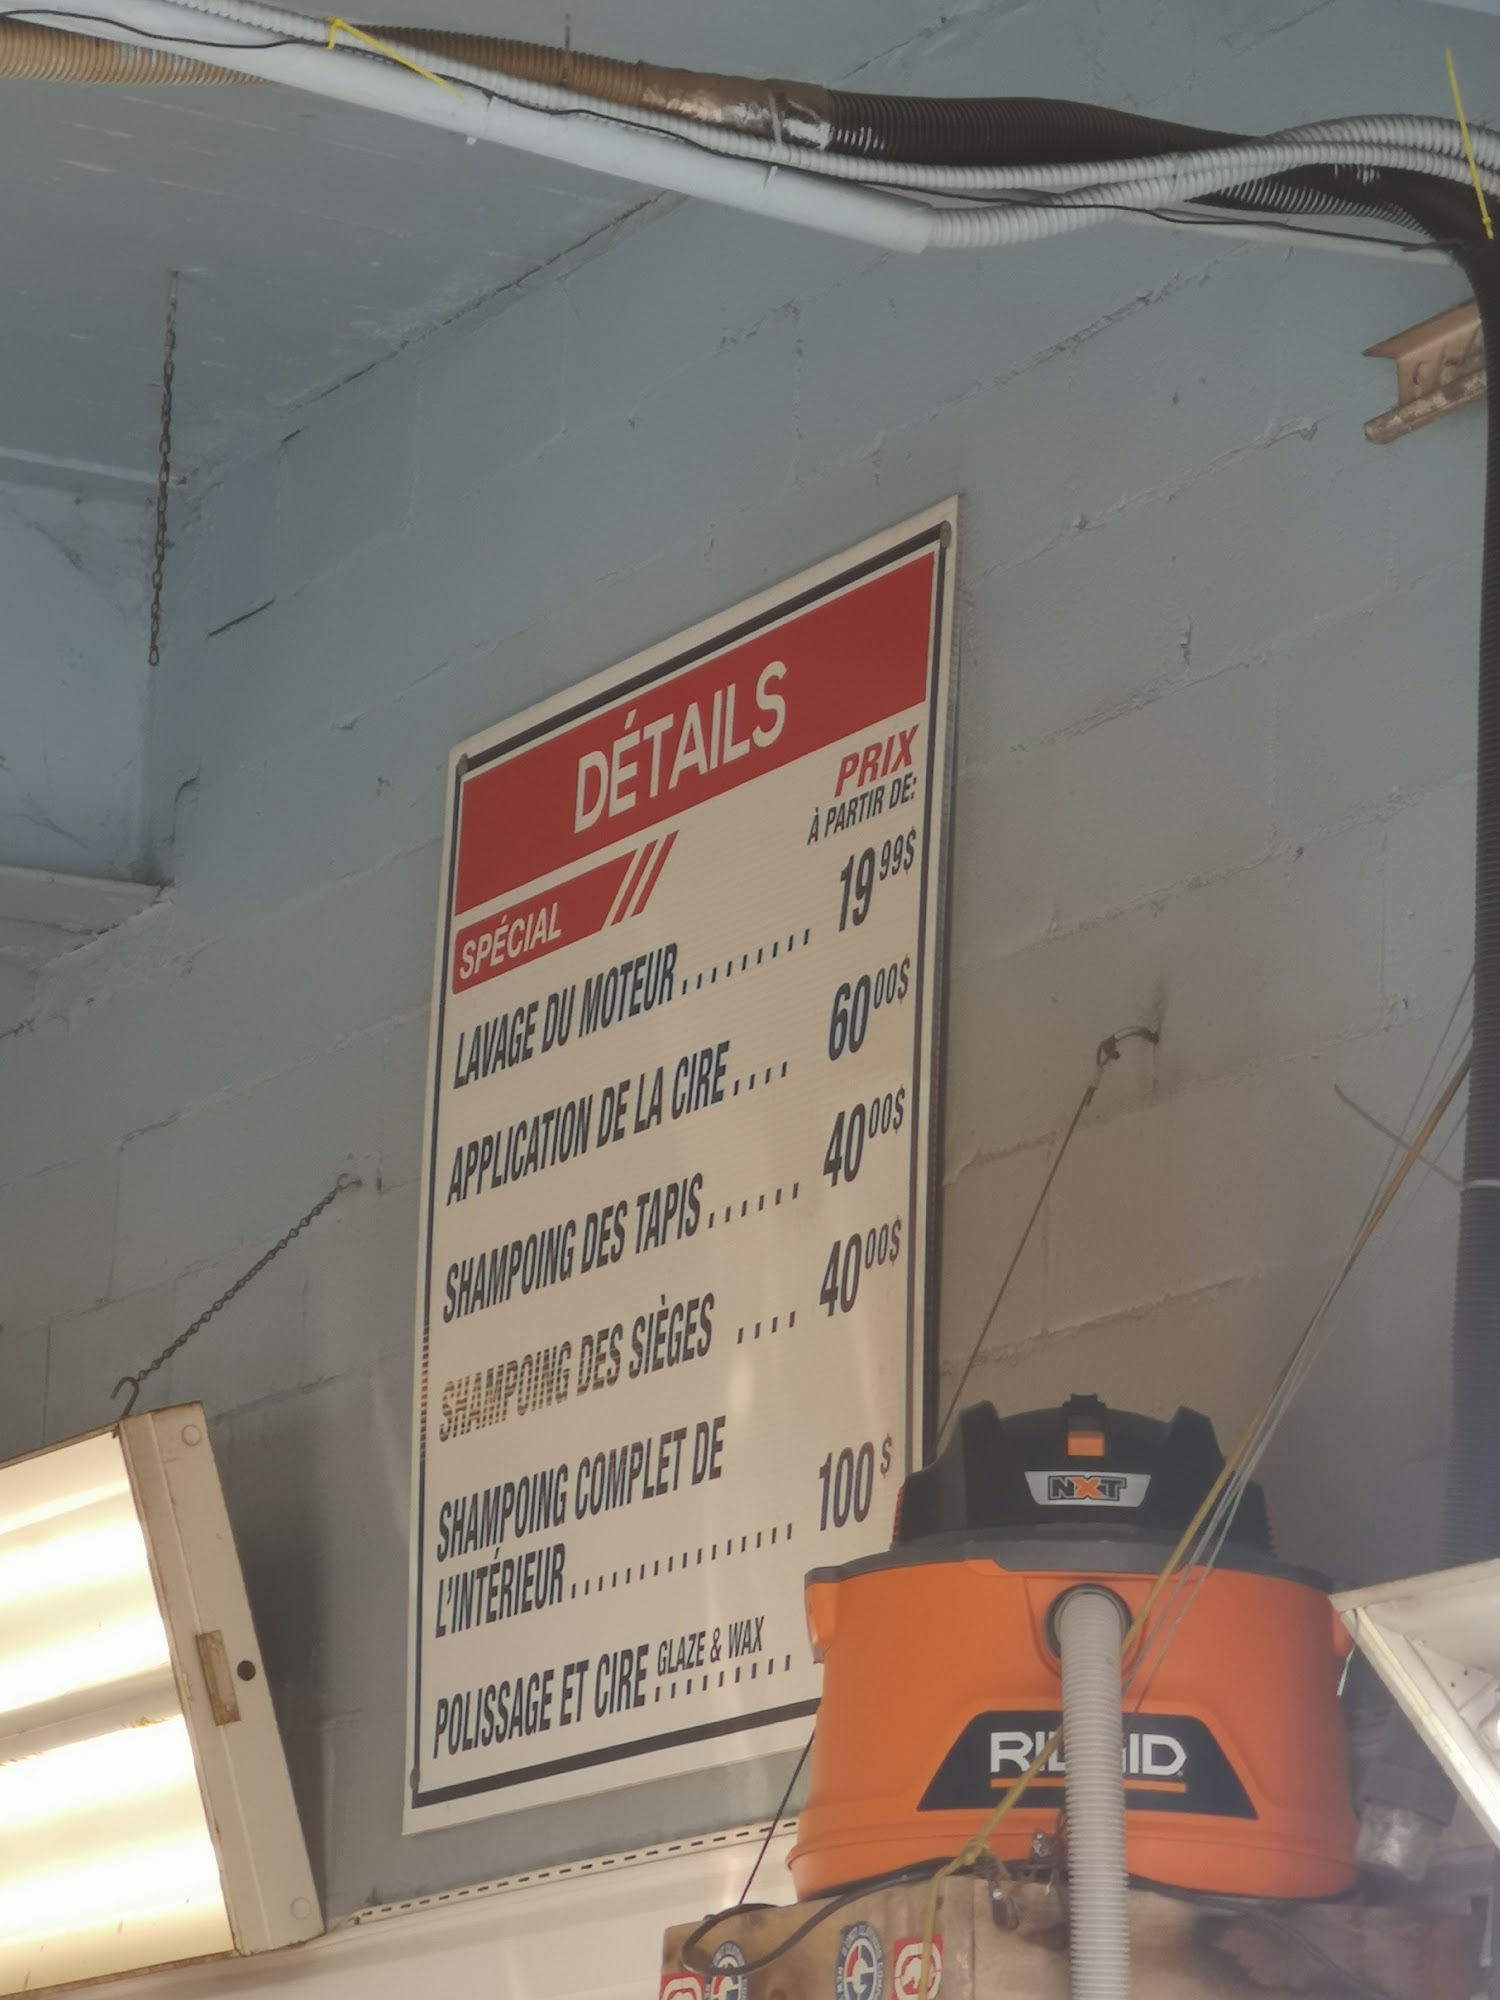 DÉTAILS
SPÉCIAL
PRIX
À PARTIR DE:
LAVAGE DU MOTEUR......... 19 99$
APPLICATION DE LA CIRE.... 60 00$
SHAMPOING DES TAPIS...... 40 00$
SHAMPOING DES SIÈGES .... 40 00$
SHAMPOING COMPLET DE
L'INTÉRIEUR................ 100 $
POLISSAGE ET CIRE GLAZE & WAX.........
NXT
RIDGID